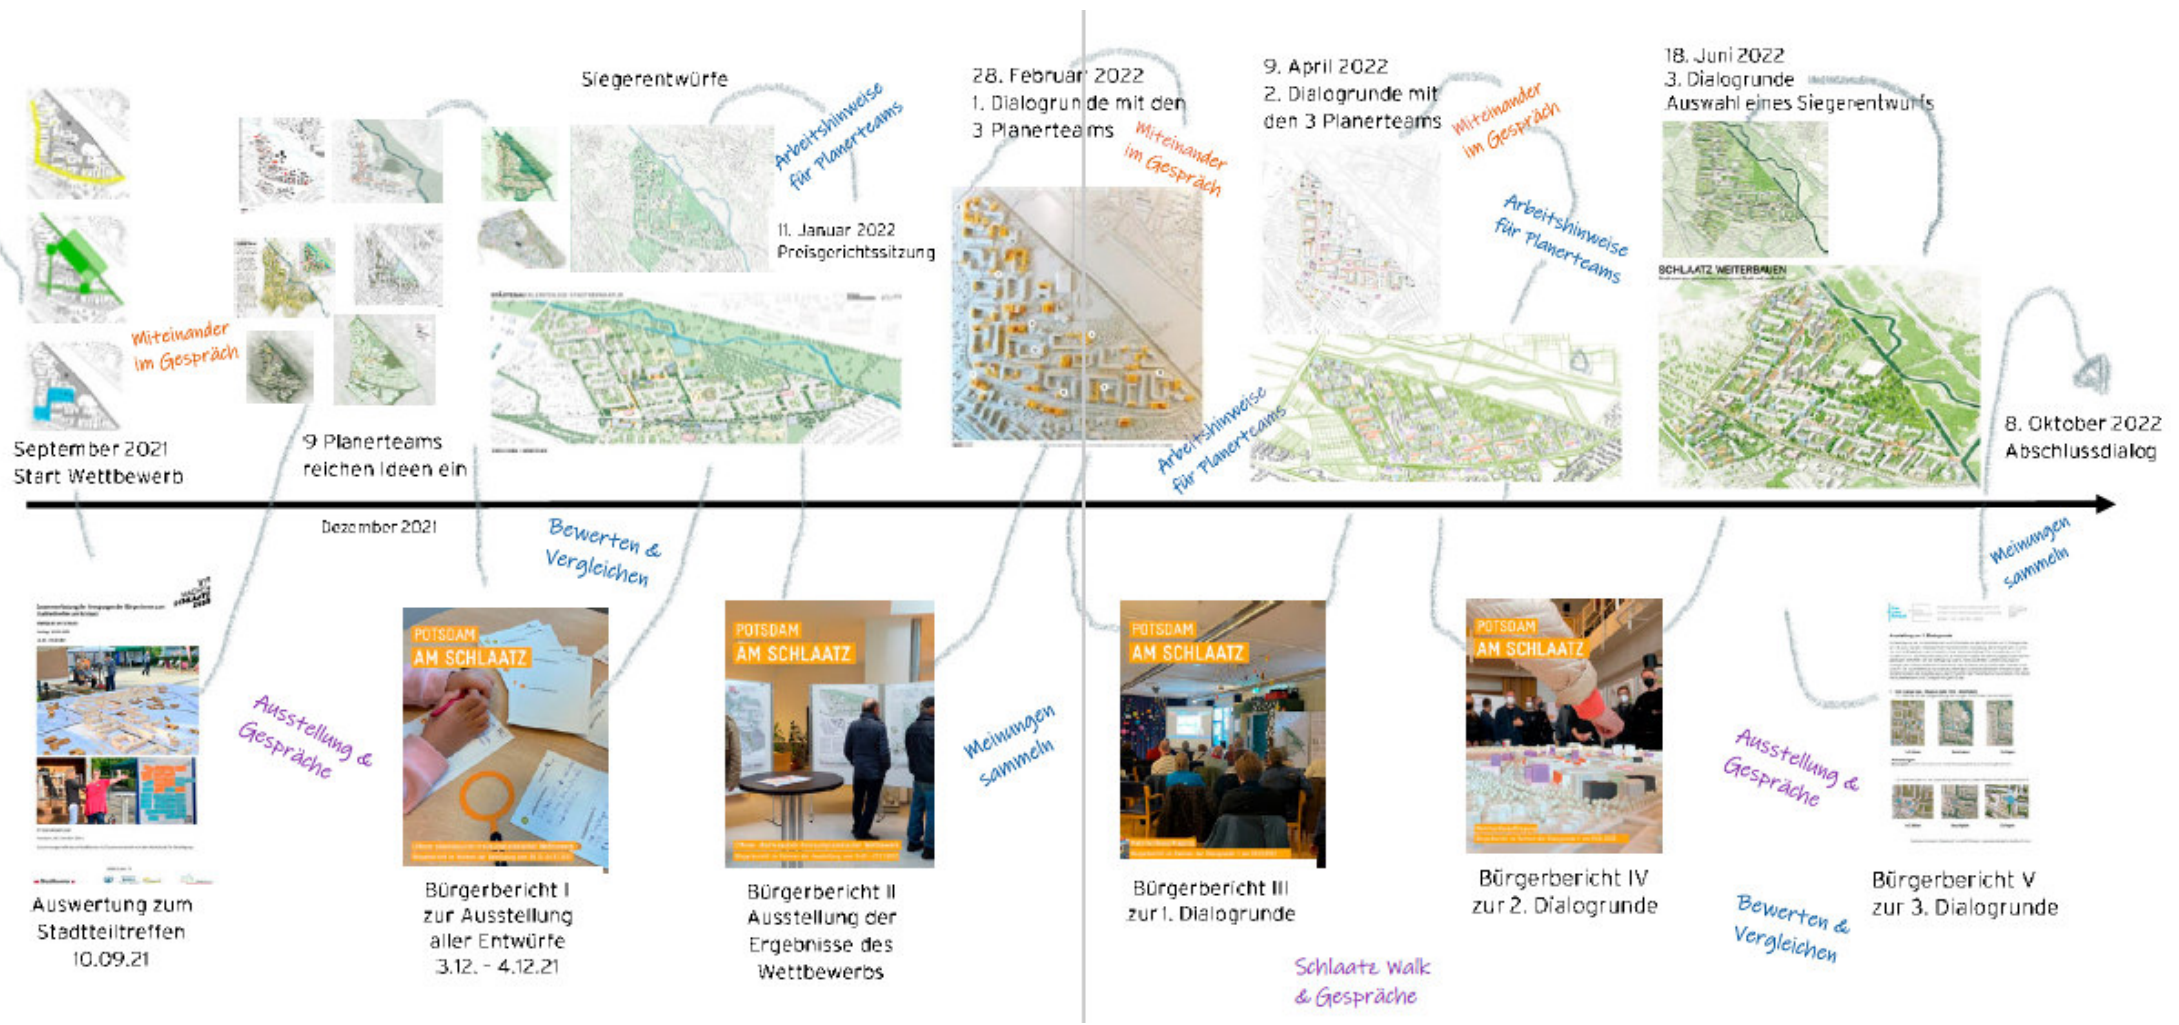 Siegerentwürfe
28. Februar 2022
1. Dialogrunde mit den
3 Planerteams
9. April 2022
2. Dialogrunde mit
den 3 Planerteams
18. Juni 2022
3. Dialogrunde
Auswahl eines Siegerentwurfs
Arbeitshinweise
für Planerteams
Miteinander
im Gespräch
Miteinander
im Gespräch
Arbeitshinweise
für Planerteams
11. Januar 2022
Preisgerichtssitzung
SCHLAATZ WEITERBAUEN
Miteinander
im Gespräch
Arbeitshinweise
für Planerteams
September 2021
Start Wettbewerb
9 Planerteams
reichen Ideen ein
8. Oktober 2022
Abschlussdialog
Dezember 2021
Bewerten &
Vergleichen
Meinungen
sammeln
POTSDAM
AM SCHLAATZ
POTSDAM
AM SCHLAATZ
POTSDAM
AM SCHLAATZ
POTSDAM
AM SCHLAATZ
Ausstellung &
Gespräche
Meinungen
sammeln
Ausstellung &
Gespräche
Auswertung zum
Stadtteiltreffen
10.09.21
Bürgerbericht I
zur Ausstellung
aller Entwürfe
3.12. - 4.12.21
Bürgerbericht II
Ausstellung der
Ergebnisse des
Wettbewerbs
Bürgerbericht III
zur 1. Dialogrunde
Bürgerbericht IV
zur 2. Dialogrunde
Bürgerbericht V
zur 3. Dialogrunde
Bewerten &
Vergleichen
Schlaatz Walk
& Gespräche